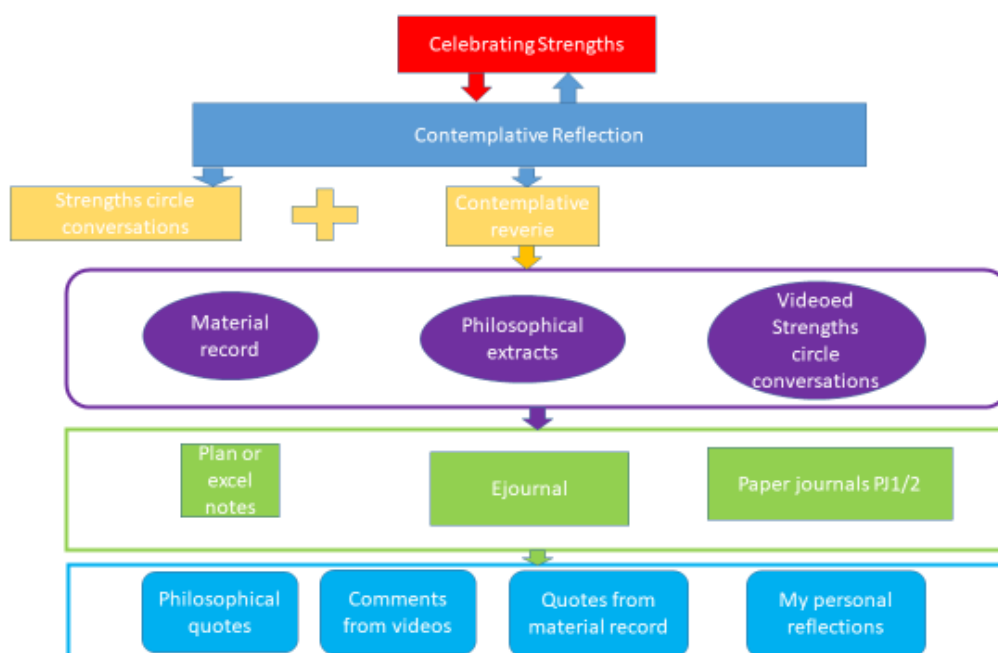 Celebrating Strengths
Contemplative Reflection
Strengths circle
conversations
Contemplative
reverie
Material
record
Philosophical
extracts
Videoed
Strengths
circle
conversations
Plan or
excel
notes
Ejournal
Paper journals PJ1/2
Philosophical
quotes
Comments
from videos
Quotes from
material record
My personal
reflections